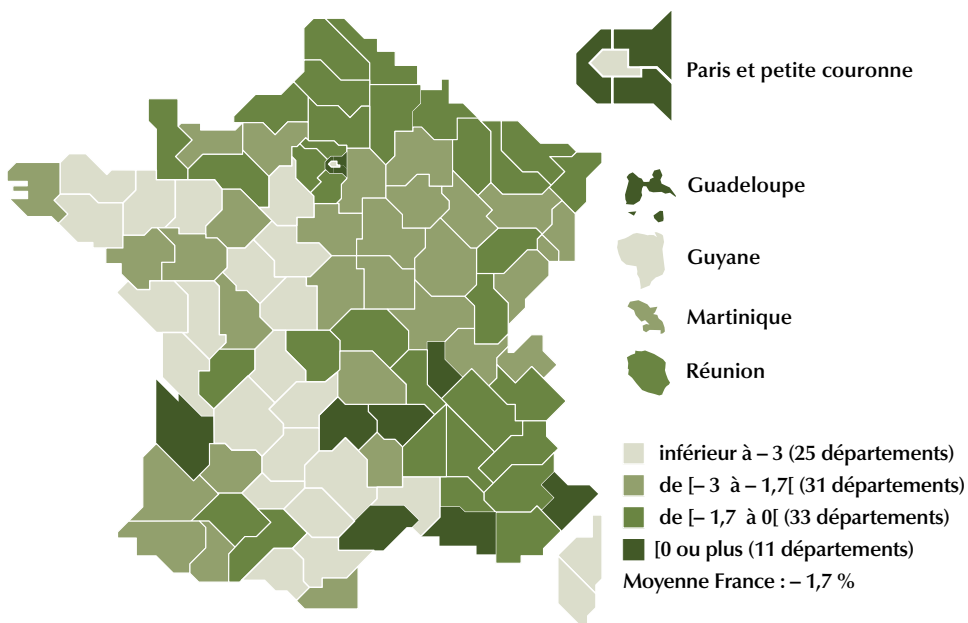 Paris et petite couronne
Guadeloupe
Guyane
Martinique
Réunion
inférieur à – 3 (25 départements)
de [– 3 à – 1,7[ (31 départements)
de [– 1,7 à 0[ (33 départements)
[0 ou plus (11 départements)
Moyenne France : – 1,7 %